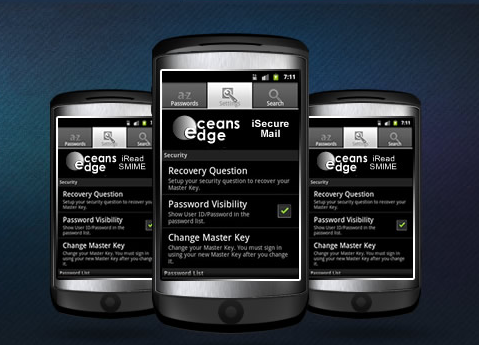 7:11
a-z
Passwords
Settings
Search
Oceans
edge
iSecure
Mail
Security
Recovery Question
Setup your security question to recover your
Master Key.
Password Visibility
Show User ID/Password in the
password list.
Change Master Key
Change your Master Key. You must sign in
using your new Master Key after you change
it.
Password List
7:11
a-z
Passwords
Settings
Search
Oceans
edge
iRead
SMIME
Security
Recovery Question
Setup your security question to recover your
Master Key.
Password Visibility
Show User ID/Password in the
password list.
Change Master Key
Change your Master Key. You must sign in
using your new Master Key after you change
it.
Password List
7:11
a-z
Passwords
Settings
Search
Oceans
edge
iRead
SMIME
Security
Recovery Question
Setup your security question to recover your
Master Key.
Password Visibility
Show User ID/Password in the
password list.
Change Master Key
Change your Master Key. You must sign in
using your new Master Key after you change
it.
Password List